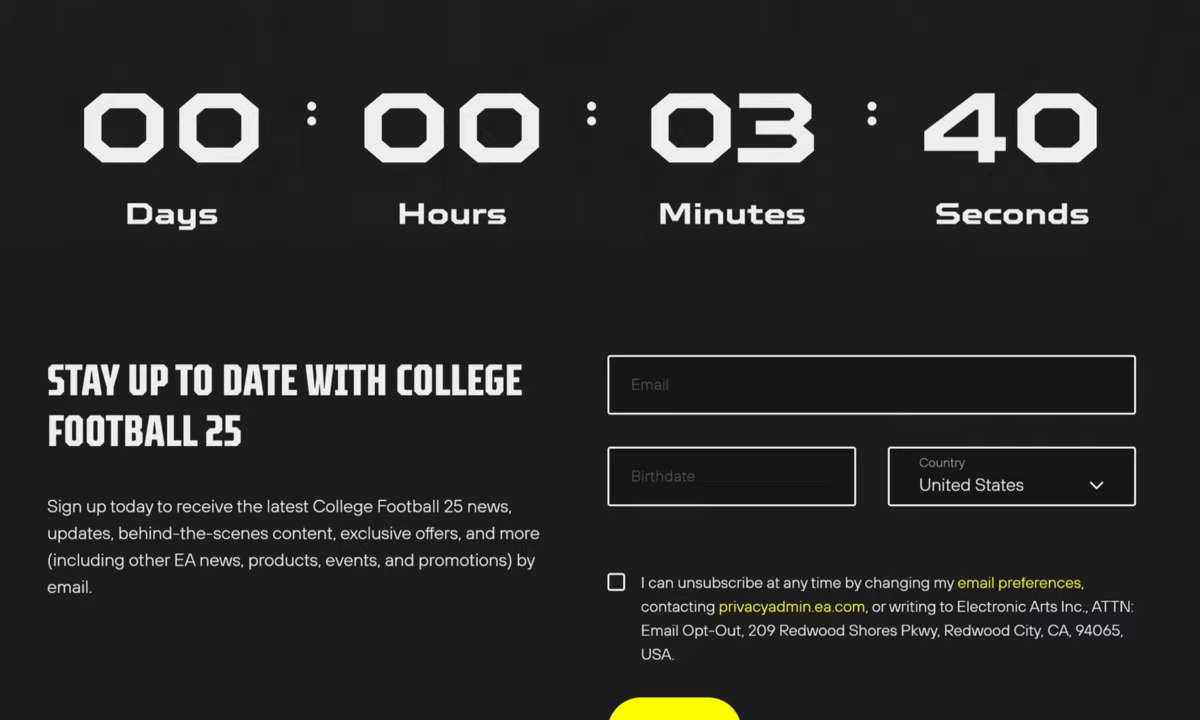 00 : 00 : 03 : 40
Days Hours Minutes Seconds
STAY UP TO DATE WITH COLLEGE
FOOTBALL 25
Sign up today to receive the latest College Football 25 news,
updates, behind-the-scenes content, exclusive offers, and more
(including other EA news, products, events, and promotions) by
email.
Email
Birthdate
Country
United States
I can unsubscribe at any time by changing my email preferences,
contacting privacyadmin.ea.com, or writing to Electronic Arts Inc., ATTN:
Email Opt-Out, 209 Redwood Shores Pkwy, Redwood City, CA, 94065,
USA.